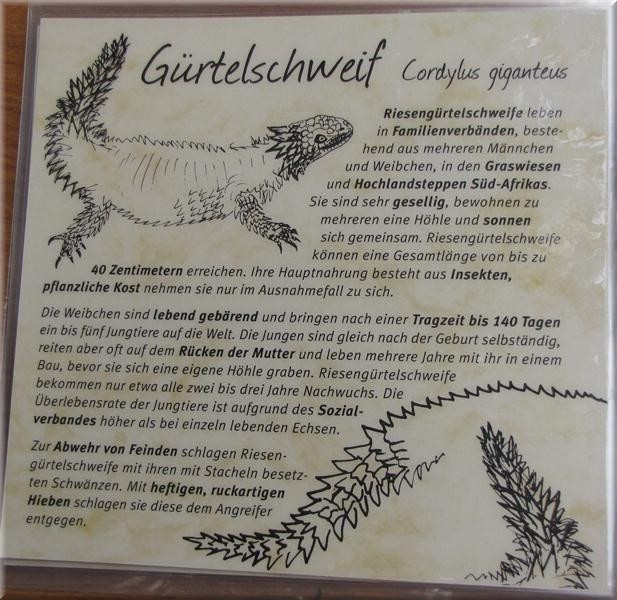 Gürtelschweif Cordylus giganteus
Riesengürtelschweife leben
in Familienverbänden, beste-
hend aus mehreren Männchen
und Weibchen, in den Graswiesen
und Hochlandsteppen Süd-Afrikas.
Sie sind sehr gesellig, bewohnen zu
mehreren eine Höhle und sonnen
sich gemeinsam. Riesengürtelschweife
können eine Gesamtlänge von bis zu
40 Zentimetern erreichen. Ihre Hauptnahrung besteht aus Insekten,
pflanzliche Kost nehmen sie nur im Ausnahmefall zu sich.
Die Weibchen sind lebend gebärend und bringen nach einer Tragzeit bis 140 Tagen
ein bis fünf Jungtiere auf die Welt. Die Jungen sind gleich nach der Geburt selbständig,
reiten aber oft auf dem Rücken der Mutter und leben mehrere Jahre mit ihr in einem
Bau, bevor sie sich eine eigene Höhle graben. Riesengürtelschweife
bekommen nur etwa alle zwei bis drei Jahre Nachwuchs. Die
Überlebensrate der Jungtiere ist aufgrund des Sozial-
verbandes höher als bei einzeln lebenden Echsen.
Zur Abwehr von Feinden schlagen Riesen-
gürtelschweife mit ihren mit Stacheln besetz-
ten Schwänzen. Mit heftigen, ruckartigen
Hieben schlagen sie diese dem Angreifer
entgegen.